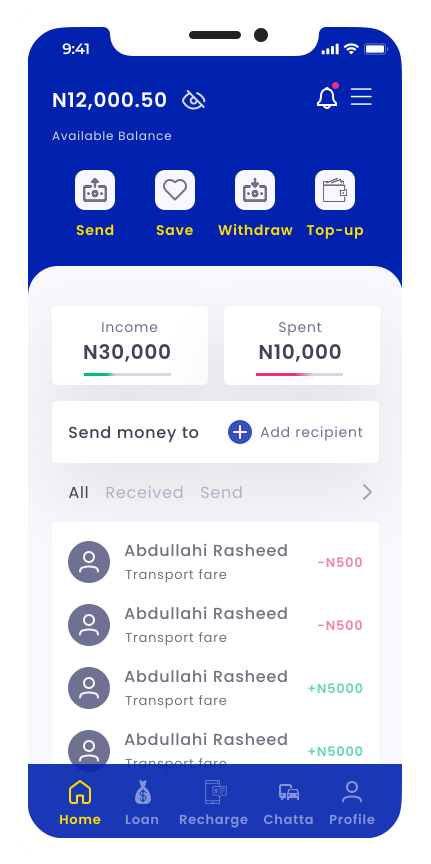 9:41
N12,000.50
Available Balance
Send Save Withdraw Top-up
Income Spent
N30,000 N10,000
Send money to Add recipient
All Received Send
Abdullahi Rasheed
Transport fare
-N500
Abdullahi Rasheed
Transport fare
-N500
Abdullahi Rasheed
Transport fare
+N5000
Abdullahi Rasheed
Transport fare
+N5000
Home Loan Recharge Chatta Profile